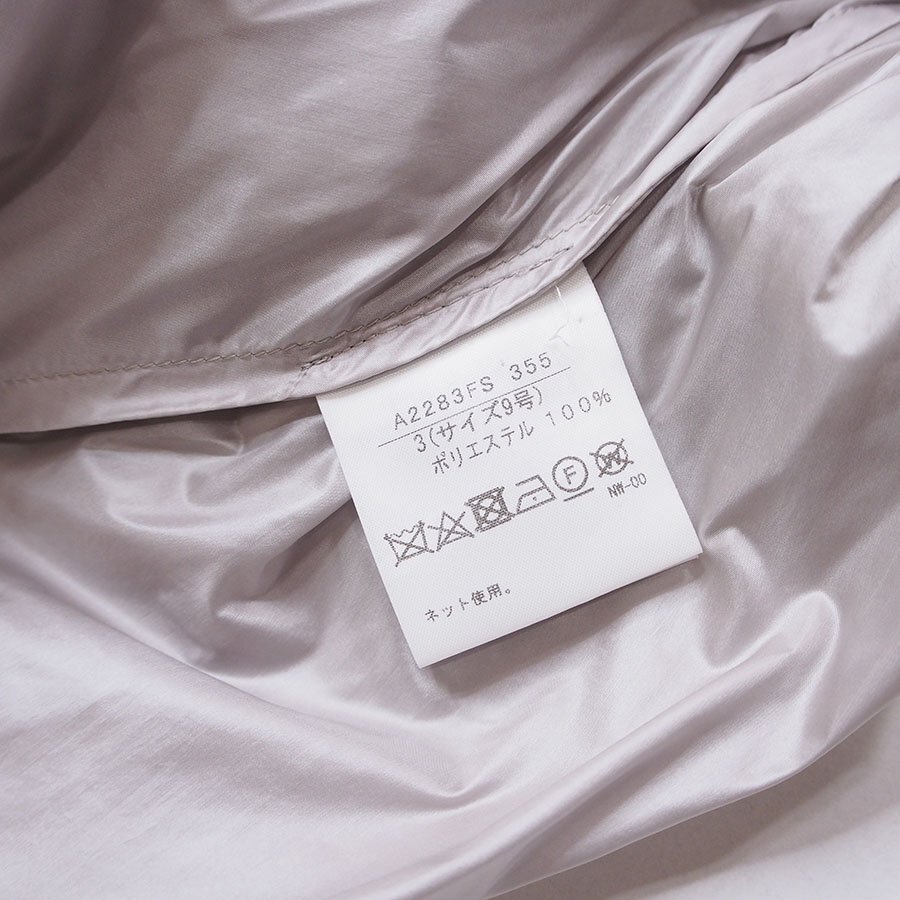 A2283FS 355
3(サイズ9号)
ポリエステル 100%
F W
NW-00
ネット使用。